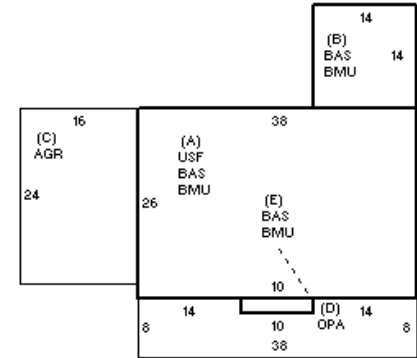 14
(B)
BAS 14
BMU
16
38
(C)
AGR
(A)
USF
BAS
BMU
24
26
(E)
BAS
BMU
10
14
(D)
OPA
14
8
10
8
38